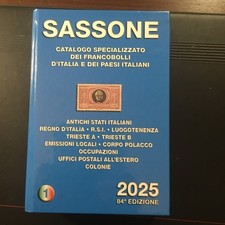 SASSONE
CATALOGO SPECIALIZZATO
DEI FRANCOBOLLI
D'ITALIA E DEI PAESI ITALIANI
ANTICHI STATI ITALIANI
REGNO D'ITALIA • R.S.I. • LUOGOTENENZA
TRIESTE A • TRIESTE B
EMISSIONI LOCALI • CORPO POLACCO
OCCUPAZIONI
UFFICI POSTALI ALL'ESTERO
COLONIE
1
2025
84ª EDIZIONE